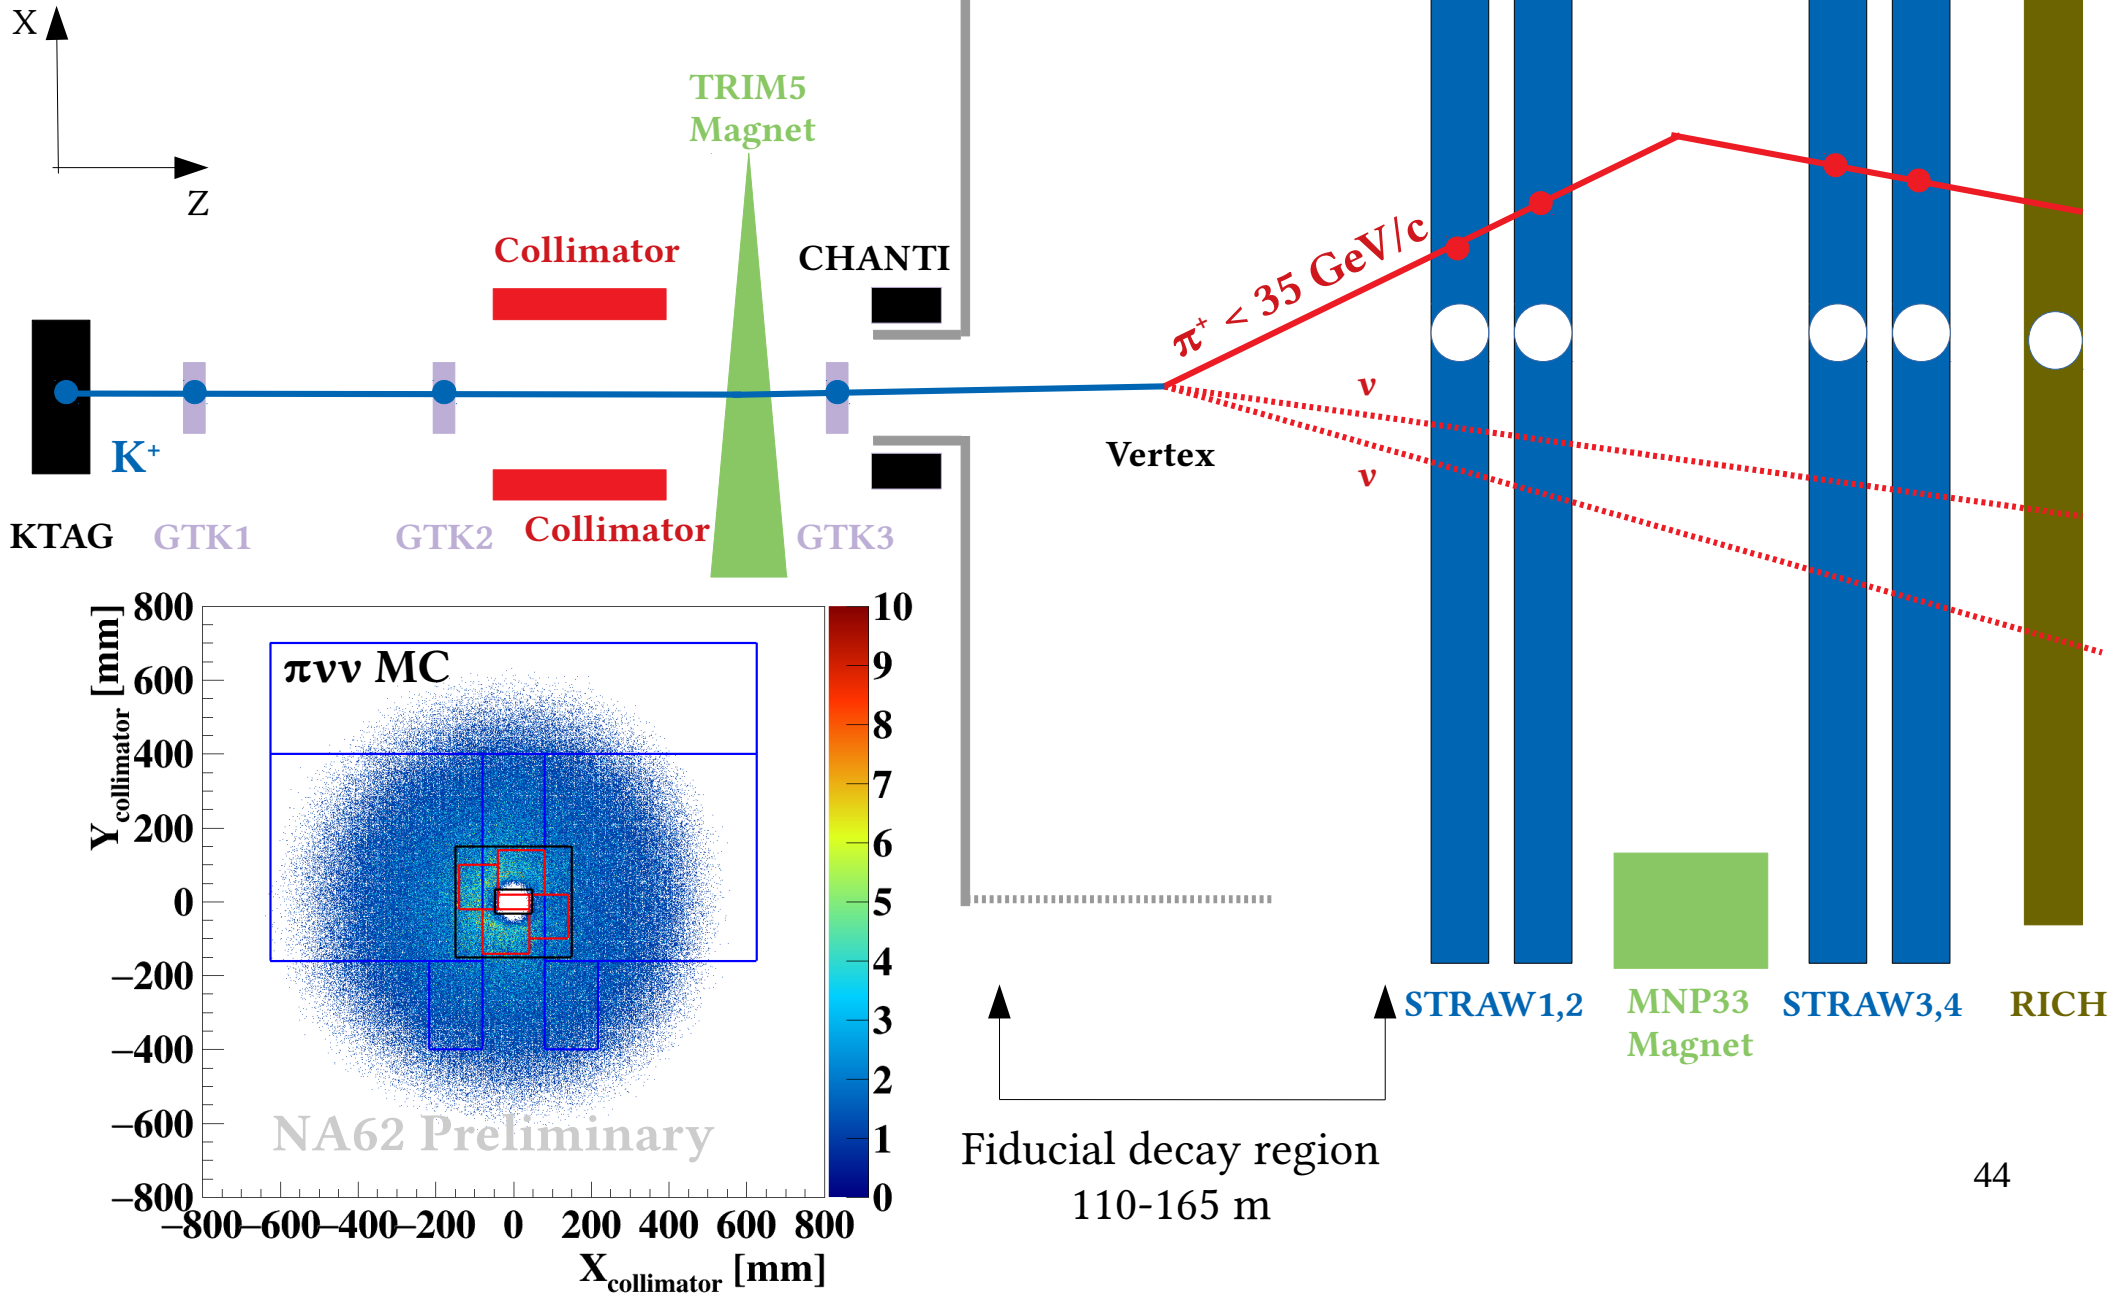 X
Z
TRIM5
Magnet
Collimator
CHANTI
π⁺ < 35 GeV/c
K⁺
ν
ν
Vertex
KTAG
GTK1
GTK2
Collimator
GTK3
πνν MC
NA62 Preliminary
Y_collimator [mm]
800
600
400
200
0
−200
−400
−600
−800
−800 −600 −400 −200 0 200 400 600 800
X_collimator [mm]
10
9
8
7
6
5
4
3
2
1
0
STRAW1,2
MNP33
Magnet
STRAW3,4
RICH
Fiducial decay region
110-165 m
44